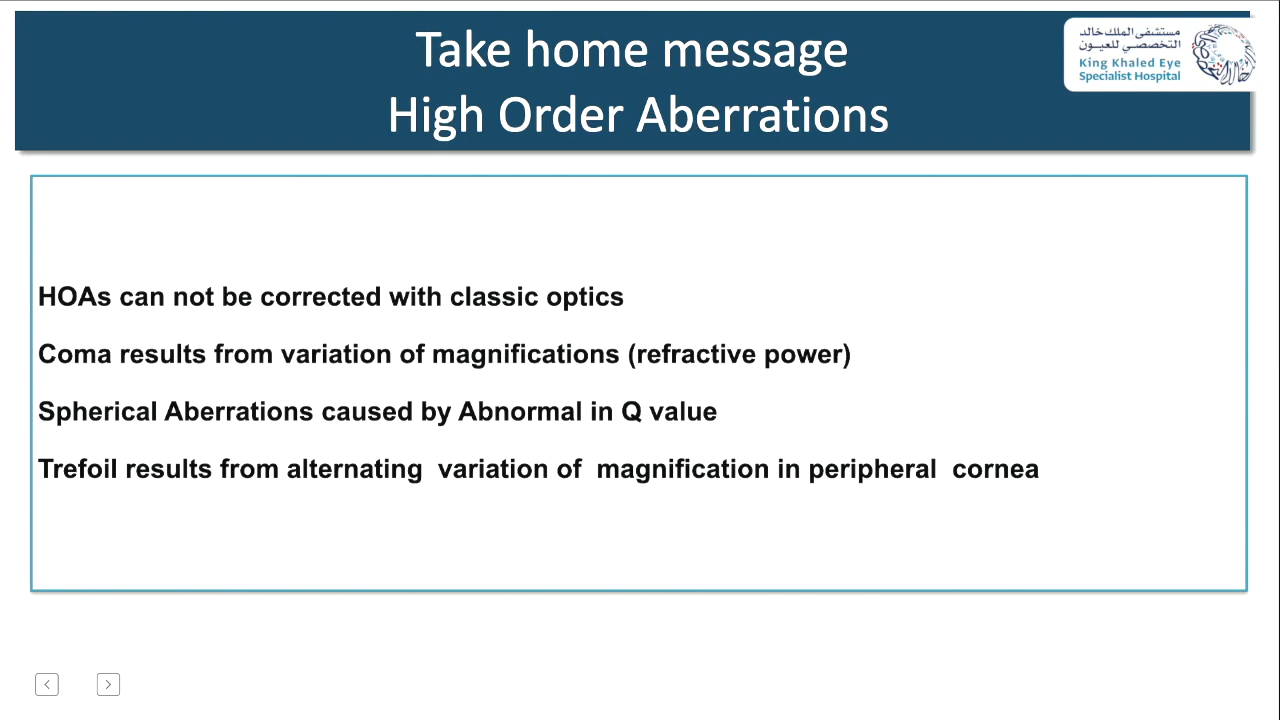 Take home message
High Order Aberrations
مستشفى الملك خالد
التخصصي للعيون
King Khaled Eye
Specialist Hospital
HOAs can not be corrected with classic optics
Coma results from variation of magnifications (refractive power)
Spherical Aberrations caused by Abnormal in Q value
Trefoil results from alternating variation of magnification in peripheral cornea